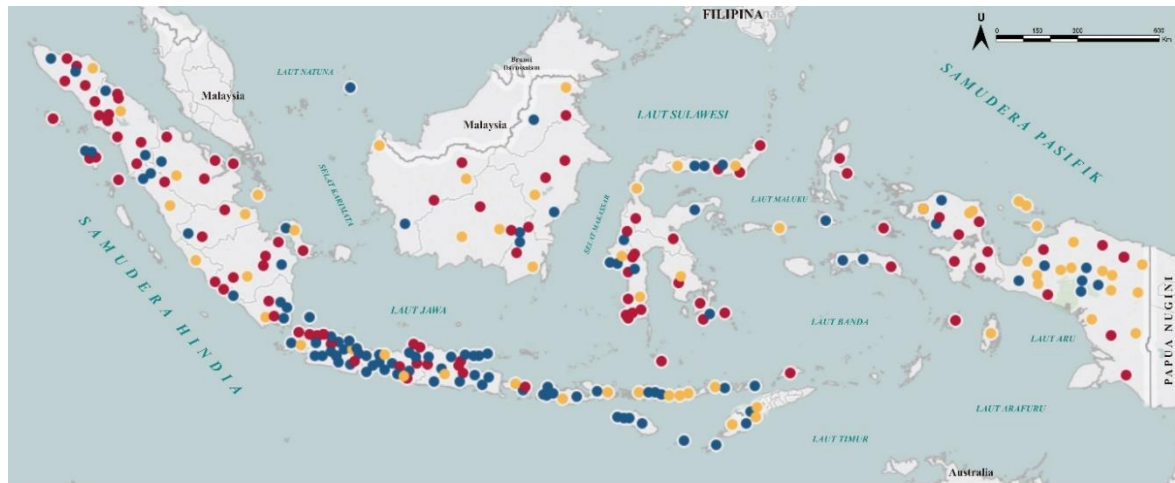 FILIPINA
U
0 150 300 600
Km
LAUT NATUNA
Brunei
Darussalam
SAMUDERA PASIFIK
Malaysia
LAUT SULAWESI
Malaysia
SELAT KARIMATA
LAUT MALUKU
SELAT MAKASSAR
SAMUDERA HINDIA
LAUT JAWA
LAUT BANDA
LAUT ARU
PAPUA NUGINI
LAUT ARAFURU
LAUT TIMUR
Australia